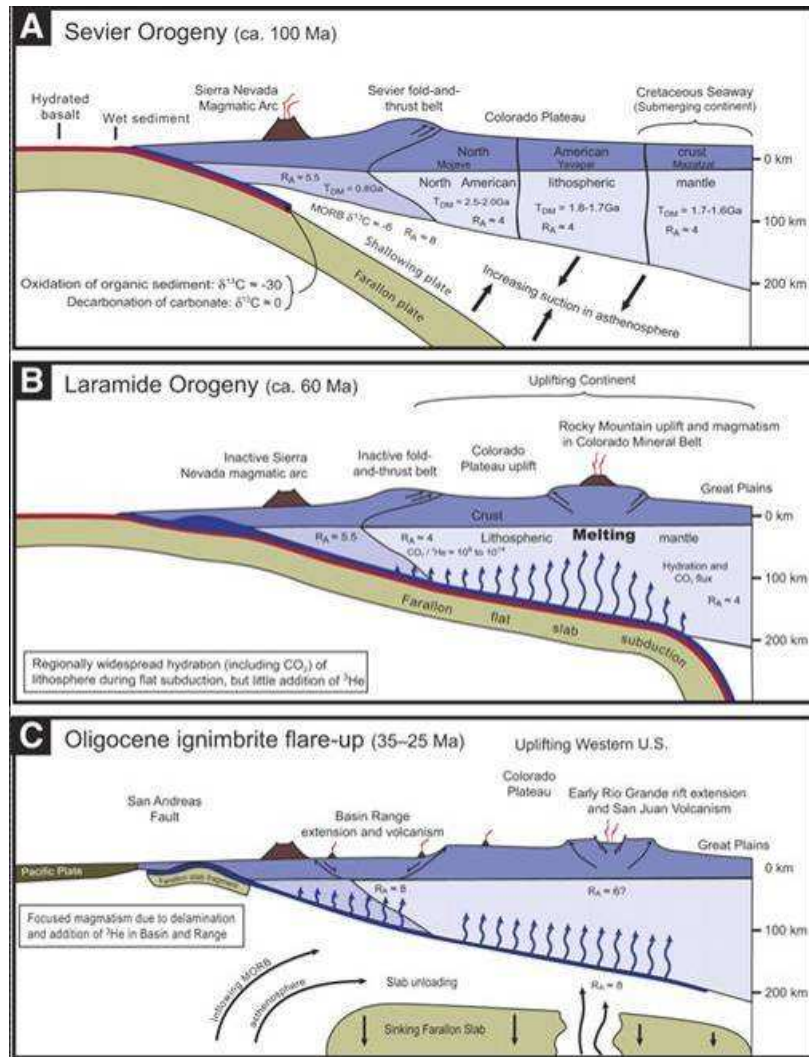 A Sevier Orogeny (ca. 100 Ma)
Hydrated
basalt
Wet sediment
Sierra Nevada
Magmatic Arc
Sevier fold-and-
thrust belt
Colorado Plateau
Cretaceous Seaway
(Submerging continent)
North American crust
Mojave Yavapai Mazatzal
0 km
North American lithospheric mantle
RA ≈ 5.5
TDM ≈ 0.8Ga
TDM ≈ 2.5-2.0Ga
RA ≈ 4
TDM ≈ 1.8-1.7Ga
RA ≈ 4
TDM ≈ 1.7-1.6Ga
RA ≈ 4
100 km
MORB δ¹³C ≈ -6 RA ≈ 8
Shallowing plate
Farallon plate
Increasing suction in asthenosphere
200 km
Oxidation of organic sediment: δ¹³C ≈ -30
Decarbonation of carbonate: δ¹³C ≈ 0
B Laramide Orogeny (ca. 60 Ma)
Uplifting Continent
Inactive Sierra
Nevada magmatic arc
Inactive fold-
and-thrust belt
Colorado
Plateau uplift
Rocky Mountain uplift and magmatism
in Colorado Mineral Belt
Great Plains
Crust
0 km
RA ≈ 5.5
RA ≈ 4
Lithospheric Melting mantle
CO₂ / ³He ≈ to
Hydration and
CO₂ flux
RA ≈ 4
100 km
Farallon flat slab subduction
200 km
Regionally widespread hydration (including CO₂) of
lithosphere during flat subduction, but little addition of ³He
C Oligocene ignimbrite flare-up (35–25 Ma)
Uplifting Western U.S.
San Andreas
Fault
Basin Range
extension and volcanism
Colorado
Plateau
Early Rio Grande rift extension
and San Juan Volcanism
Great Plains
Pacific Plate
Farallon slab fragment
0 km
RA ≈ 8
RA ≈ 6?
Focused magmatism due to delamination
and addition of ³He in Basin and Range
100 km
Inflowing MORB
asthenosphere
Slab unloading
RA ≈ 8
200 km
Sinking Farallon Slab